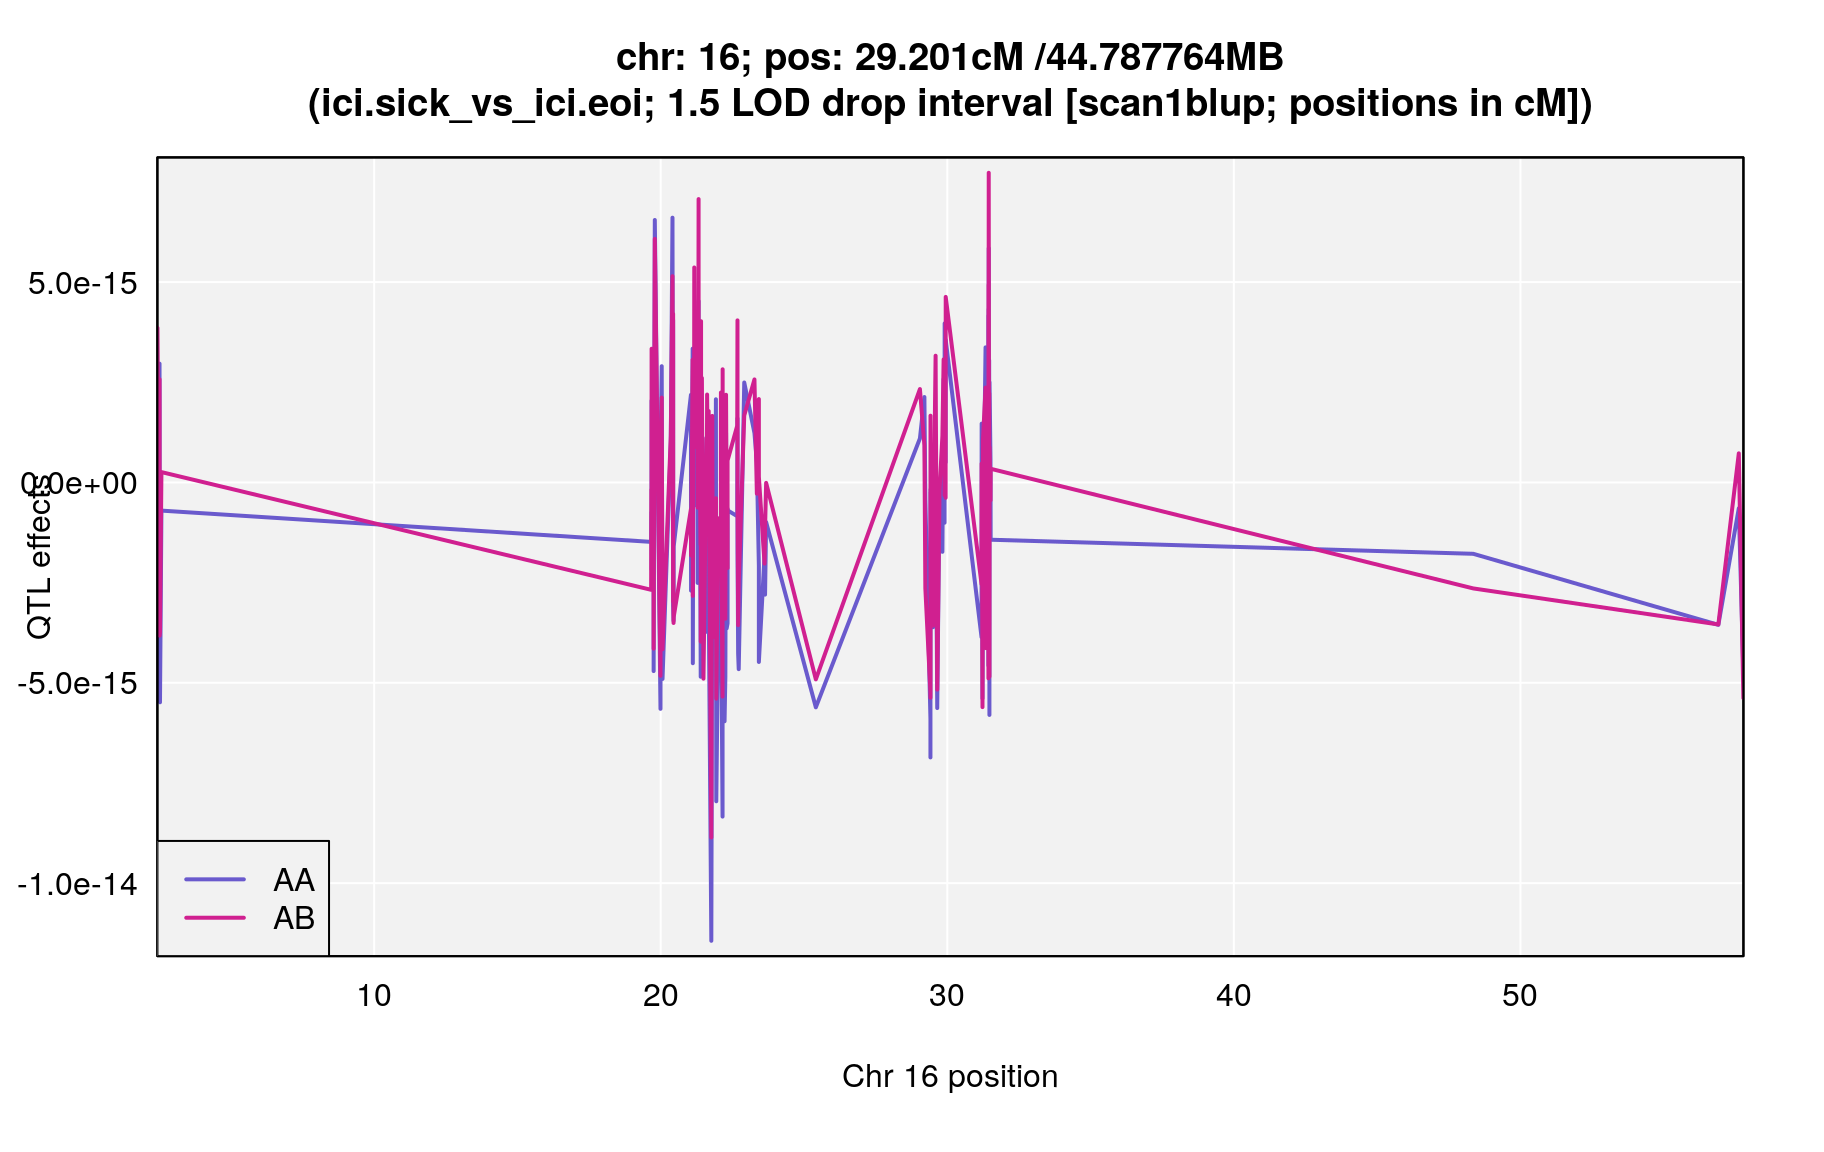 chr: 16; pos: 29.201cM /44.787764MB
(ici.sick_vs_ici.eoi; 1.5 LOD drop interval [scan1blup; positions in cM])
QTL effects
5.0e-15
0.0e+00
-5.0e-15
-1.0e-14
AA
AB
10
20
30
40
50
Chr 16 position